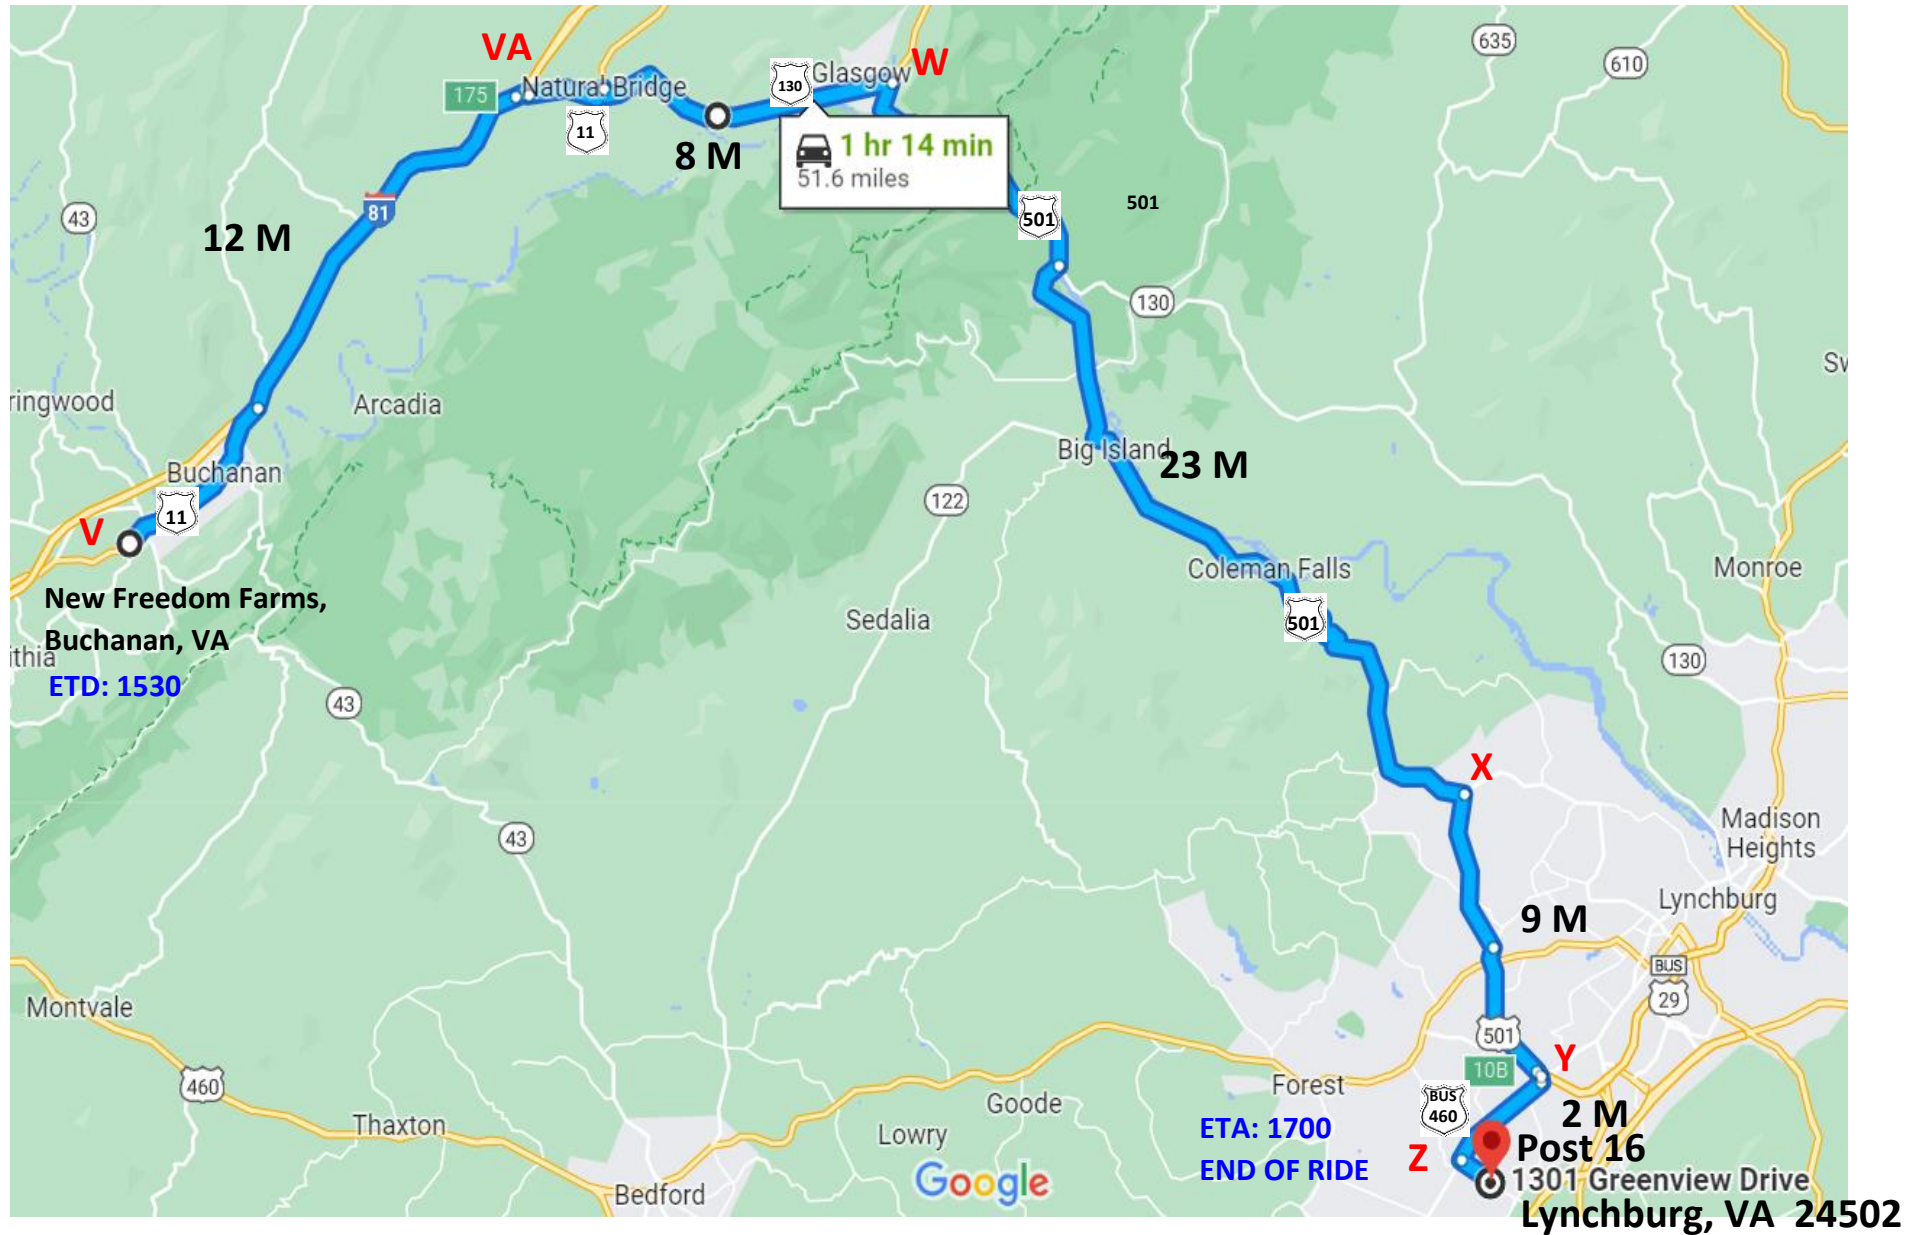 635
VA
W
610
Glasgow
130
Natural Bridge
175
11
8 M
1 hr 14 min
51.6 miles
501
501
81
43
12 M
130
Sw
ringwood
Arcadia
Big Island
23 M
Buchanan
122
11
V
Coleman Falls
Monroe
New Freedom Farms,
Buchanan, VA
ithia
ETD: 1530
Sedalia
501
130
43
X
43
Madison
Heights
Lynchburg
9 M
BUS
29
Montvale
501
Y
10B
460
Forest
Goode
BUS
460
2 M
Thaxton
Lowry
ETA: 1700
END OF RIDE
Z
Post 16
1301 Greenview Drive
Lynchburg, VA 24502
Google
Bedford